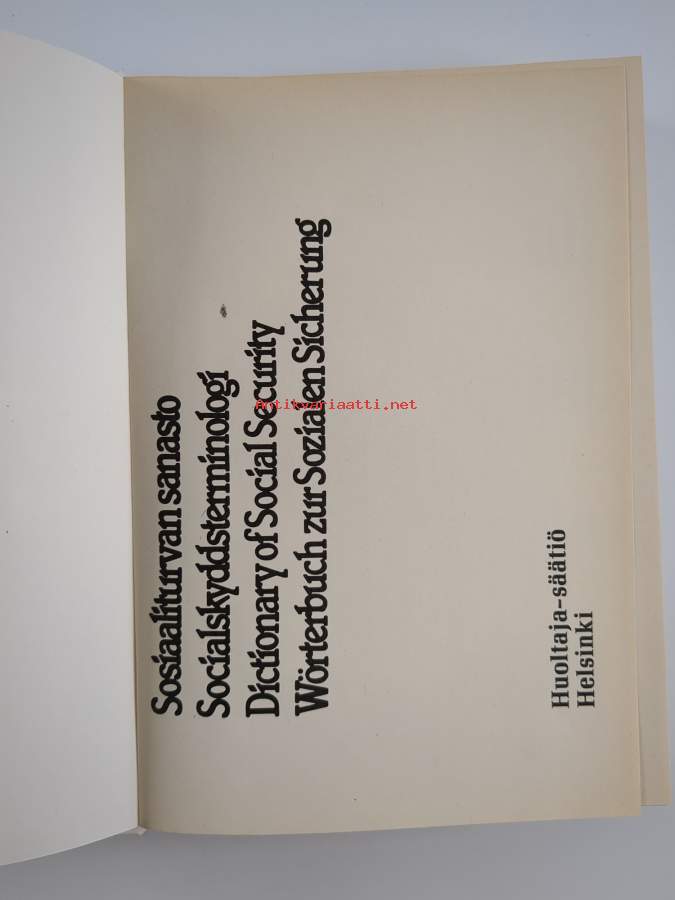 Sosiaaliturvan sanasto
Socialskyddsterminologi
Dictionary of Social Security
Wörterbuch zur Sozialen Sicherung
Antikvariaatti.net
Huoltaja-säätiö
Helsinki